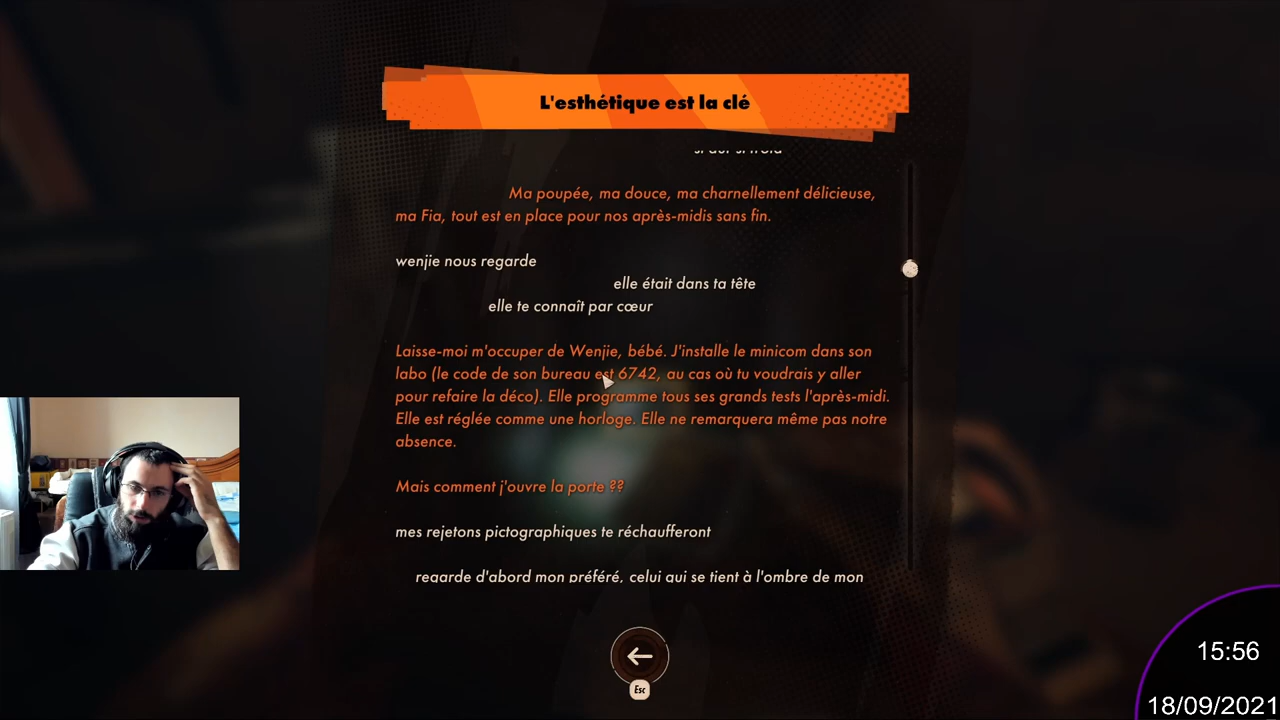 L'esthétique est la clé
si dur si froid
Ma poupée, ma douce, ma charnellement délicieuse,
ma Fia, tout est en place pour nos après-midis sans fin.
wenjie nous regarde
elle était dans ta tête
elle te connaît par cœur
Laisse-moi m'occuper de Wenjie, bébé. J'installe le minicom dans son
labo (le code de son bureau est 6742, au cas où tu voudrais y aller
pour refaire la déco). Elle programme tous ses grands tests l'après-midi.
Elle est réglée comme une horloge. Elle ne remarquera même pas notre
absence.
Mais comment j'ouvre la porte ??
mes rejetons pictographiques te réchaufferont
regarde d'abord mon préféré, celui qui se tient à l'ombre de mon
Esc
15:56
18/09/2021